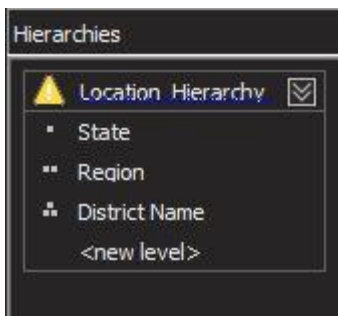 Hierarchies
Location Hierarchy
State
Region
District Name
<new level>